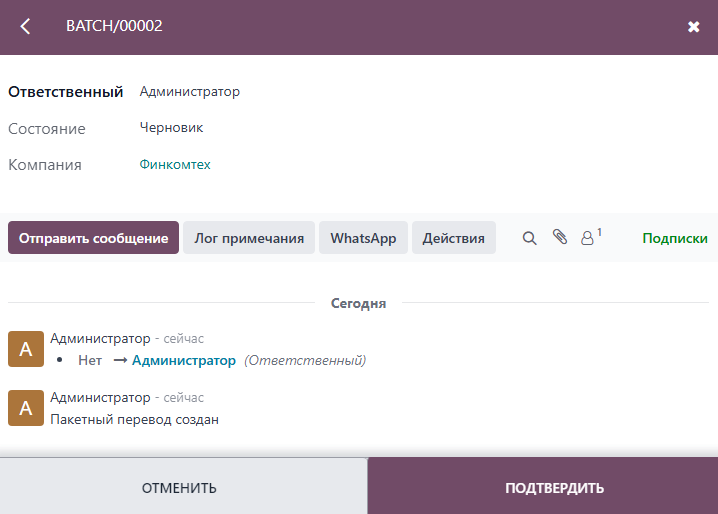 BATCH/00002
Ответственный Администратор
Состояние Черновик
Компания Финкомтех
Отправить сообщение Лог примечания WhatsApp Действия 1 Подписки
Сегодня
А Администратор - сейчас
• Нет → Администратор (Ответственный)
А Администратор - сейчас
Пакетный перевод создан
ОТМЕНИТЬ ПОДТВЕРДИТЬ